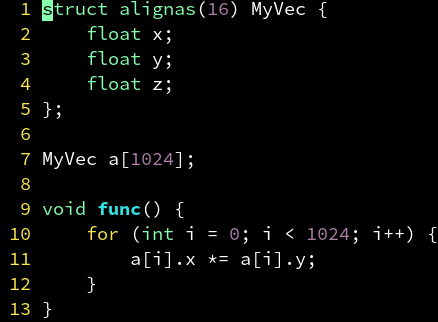 1 struct alignas(16) MyVec {
2     float x;
3     float y;
4     float z;
5 };
6
7 MyVec a[1024];
8
9 void func() {
10     for (int i = 0; i < 1024; i++) {
11         a[i].x *= a[i].y;
12     }
13 }